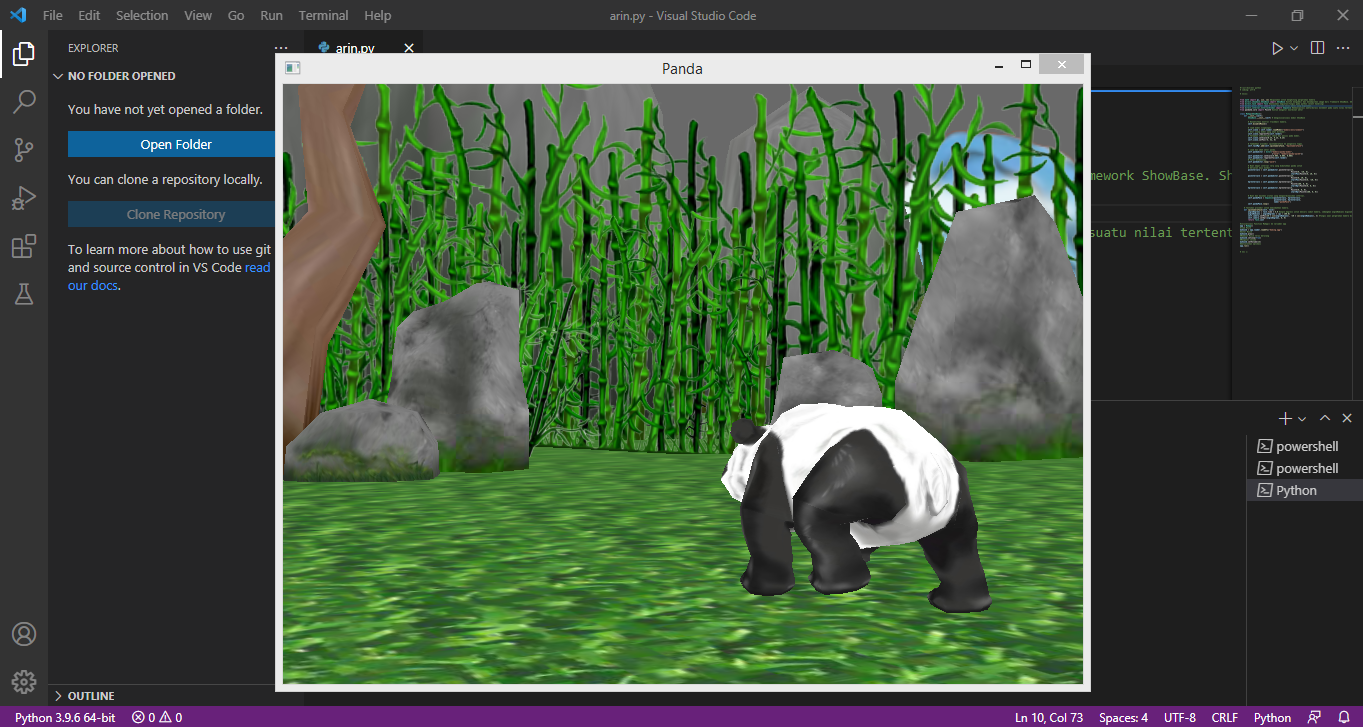 File Edit Selection View Go Run Terminal Help
arin.py - Visual Studio Code
EXPLORER
arin.py
NO FOLDER OPENED
Panda
You have not yet opened a folder.
Open Folder
You can clone a repository locally.
Clone Repository
To learn more about how to use git
and source control in VS Code read
our docs.
mework ShowBase. Sh
suatu nilai tertent
powershell
powershell
Python
OUTLINE
Python 3.9.6 64-bit 0 0 Ln 10, Col 73 Spaces: 4 UTF-8 CRLF Python